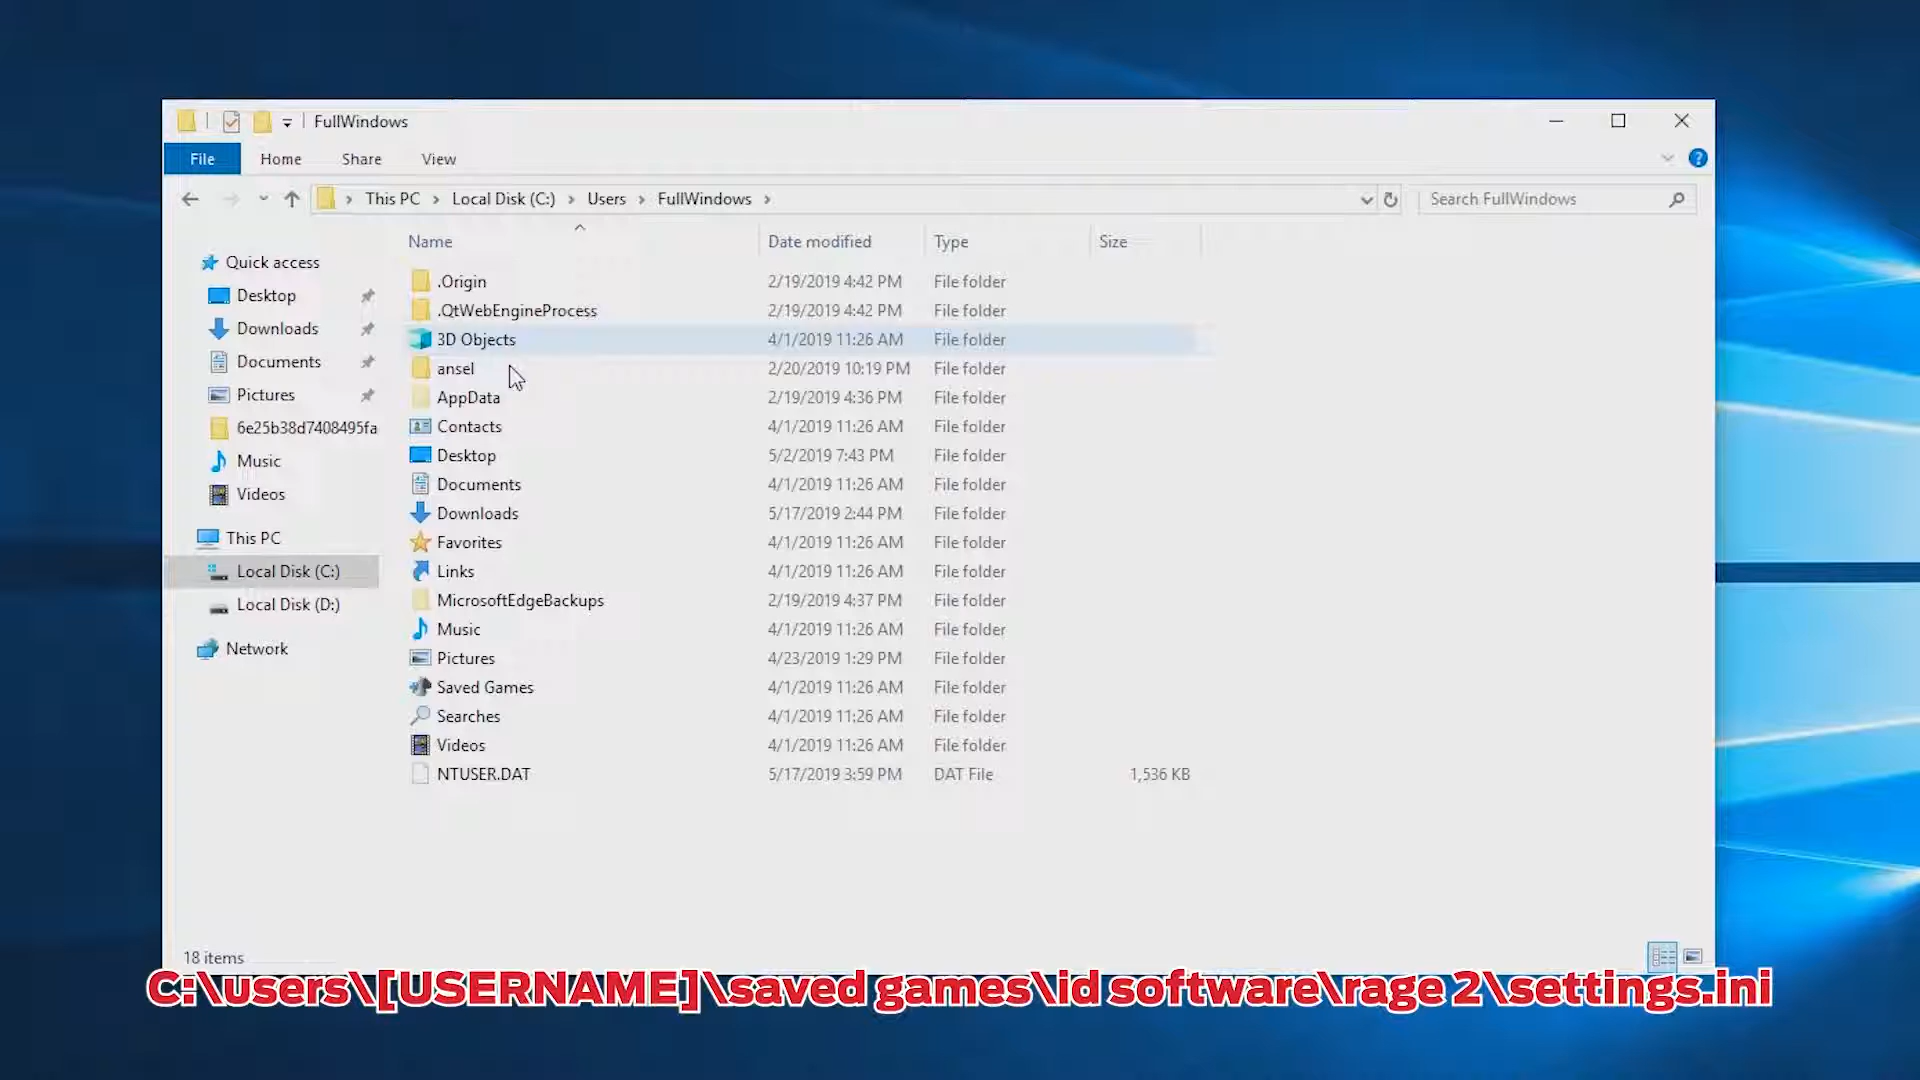 FullWindows
File Home Share View
This PC Local Disk (C:) Users FullWindows Search FullWindows
Name Date modified Type Size
Quick access
Desktop
Downloads
Documents
Pictures
6e25b38d7408495fa
Music
Videos
This PC
Local Disk (C:)
Local Disk (D:)
Network
.Origin 2/19/2019 4:42 PM File folder
.QtWebEngineProcess 2/19/2019 4:42 PM File folder
3D Objects 4/1/2019 11:26 AM File folder
ansel 2/20/2019 10:19 PM File folder
AppData 2/19/2019 4:36 PM File folder
Contacts 4/1/2019 11:26 AM File folder
Desktop 5/2/2019 7:43 PM File folder
Documents 4/1/2019 11:26 AM File folder
Downloads 5/17/2019 2:44 PM File folder
Favorites 4/1/2019 11:26 AM File folder
Links 4/1/2019 11:26 AM File folder
MicrosoftEdgeBackups 2/19/2019 4:37 PM File folder
Music 4/1/2019 11:26 AM File folder
Pictures 4/23/2019 1:29 PM File folder
Saved Games 4/1/2019 11:26 AM File folder
Searches 4/1/2019 11:26 AM File folder
Videos 4/1/2019 11:26 AM File folder
NTUSER.DAT 5/17/2019 3:59 PM DAT File 1,536 KB
18 items
C:\users\[USERNAME]\saved games\id software\rage 2\settings.ini